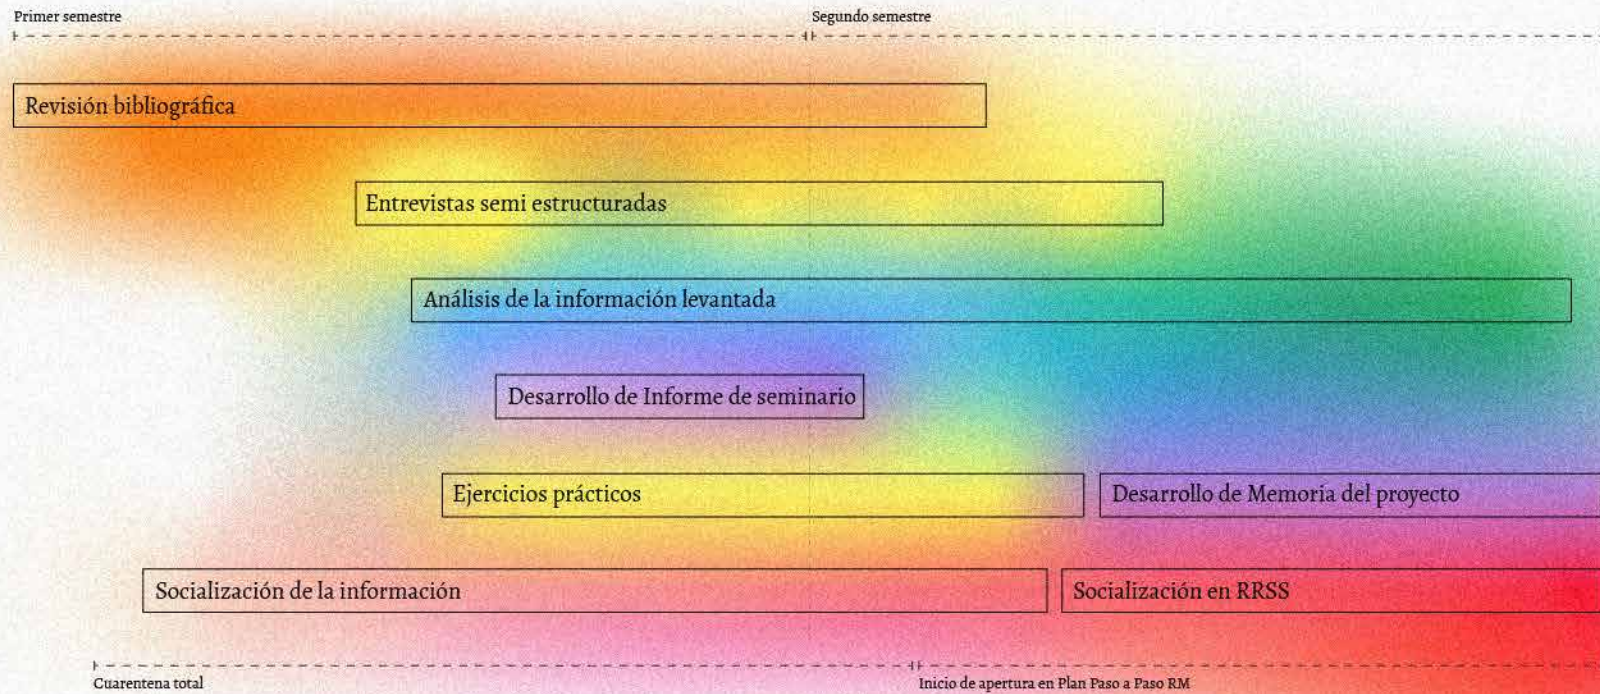 Primer semestre
Segundo semestre
Revisión bibliográfica
Entrevistas semi estructuradas
Análisis de la información levantada
Desarrollo de Informe de seminario
Ejercicios prácticos
Desarrollo de Memoria del proyecto
Socialización de la información
Socialización en RRSS
Cuarentena total
Inicio de apertura en Plan Paso a Paso RM